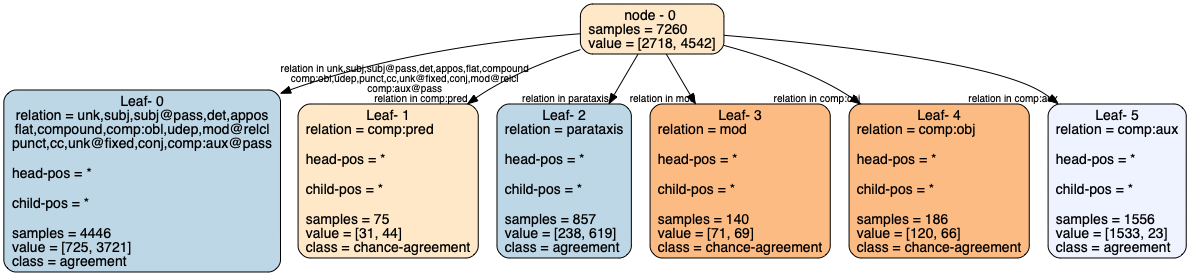 node - 0
samples = 7260
value = [2718, 4542]
relation in unk,subj,subj@pass,det,appos,flat,compound
comp:obl,udep,punct,cc,unk@fixed,conj,mod@relcl
comp:aux@pass
relation in comp:pred
relation in parataxis
relation in mod
relation in comp:obj
relation in comp:aux
Leaf- 0
relation = unk,subj,subj@pass,det,appos
flat,compound,comp:obl,udep,mod@relcl
punct,cc,unk@fixed,conj,comp:aux@pass
head-pos = *
child-pos = *
samples = 4446
value = [725, 3721]
class = agreement
Leaf- 1
relation = comp:pred
head-pos = *
child-pos = *
samples = 75
value = [31, 44]
class = chance-agreement
Leaf- 2
relation = parataxis
head-pos = *
child-pos = *
samples = 857
value = [238, 619]
class = agreement
Leaf- 3
relation = mod
head-pos = *
child-pos = *
samples = 140
value = [71, 69]
class = chance-agreement
Leaf- 4
relation = comp:obj
head-pos = *
child-pos = *
samples = 186
value = [120, 66]
class = chance-agreement
Leaf- 5
relation = comp:aux
head-pos = *
child-pos = *
samples = 1556
value = [1533, 23]
class = agreement